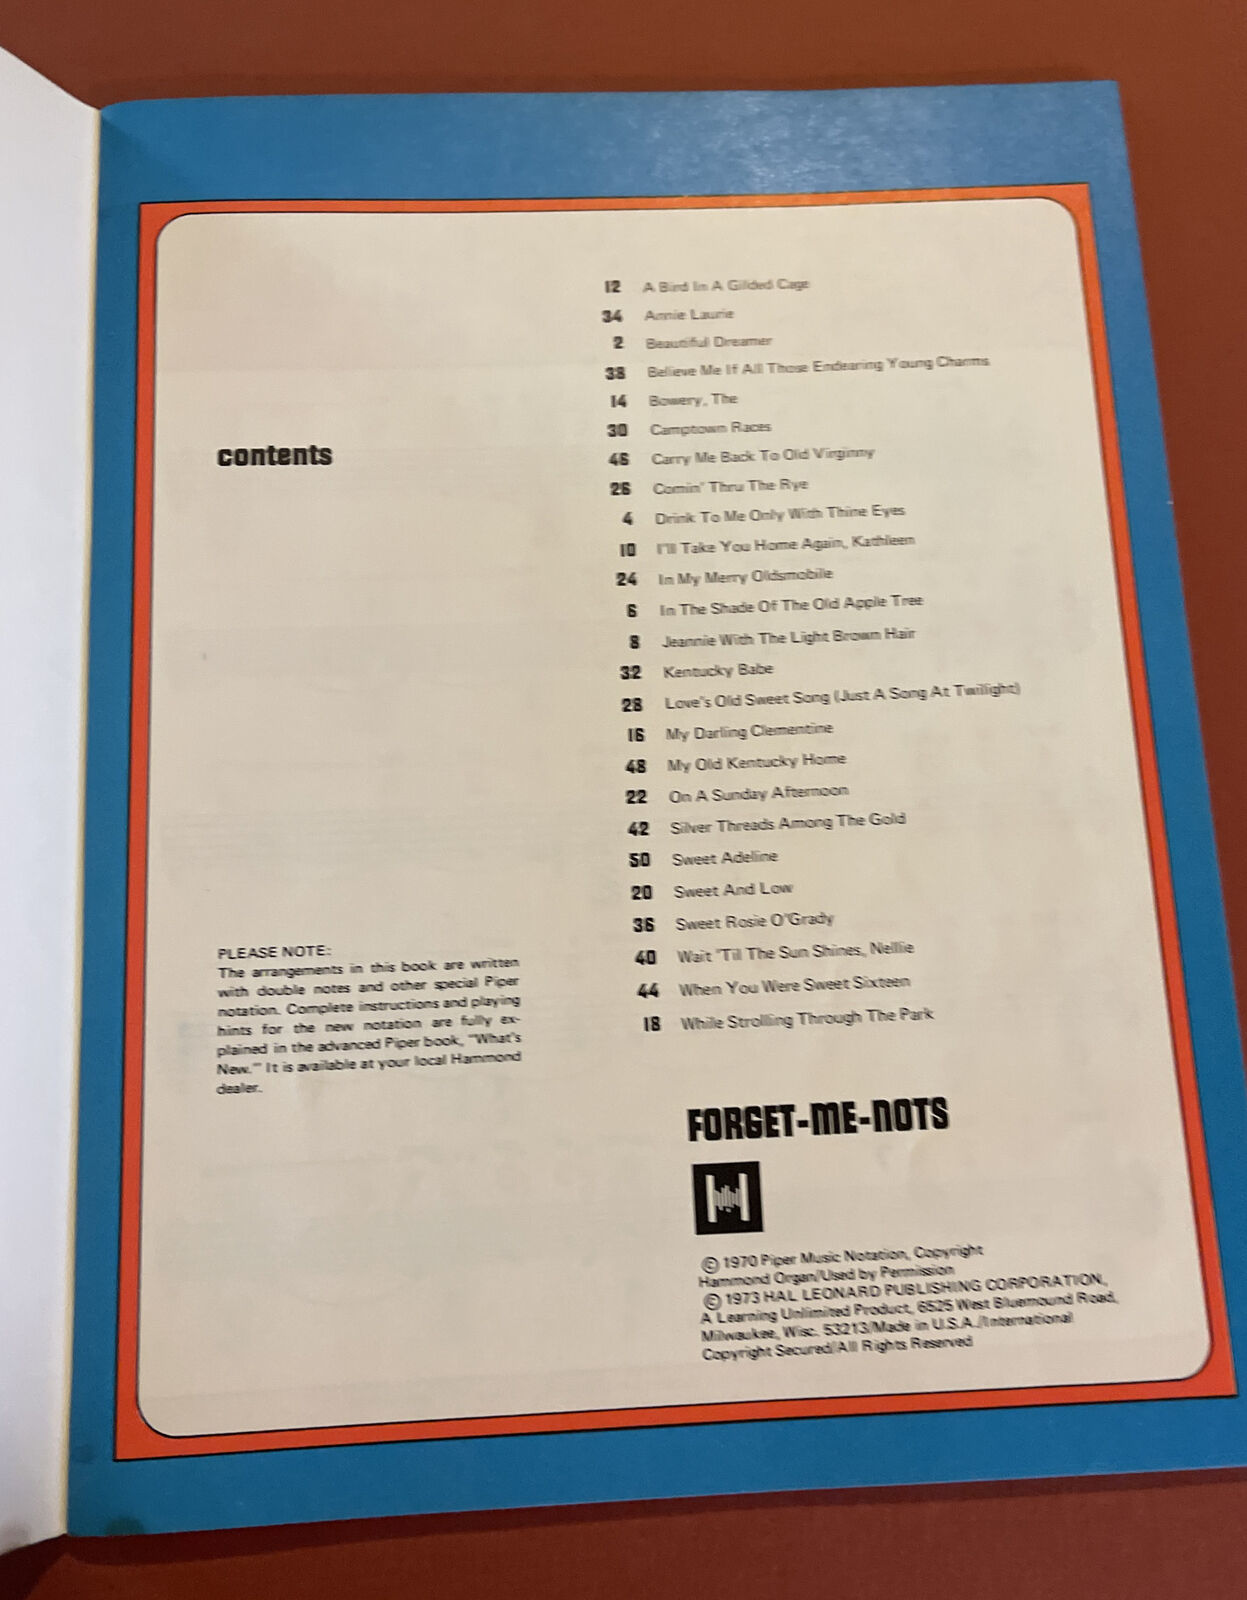 contents
PLEASE NOTE:
The arrangements in this book are written
with double notes and other special Piper
notation. Complete instructions and playing
hints for the new notation are fully ex-
plained in the advanced Piper book, "What's
New." It is available at your local Hammond
dealer.
12 A Bird In A Gilded Cage
34 Annie Laurie
2 Beautiful Dreamer
38 Believe Me If All Those Endearing Young Charms
14 Bowery, The
30 Camptown Races
46 Carry Me Back To Old Virginny
26 Comin' Thru The Rye
4 Drink To Me Only With Thine Eyes
10 I'll Take You Home Again, Kathleen
24 In My Merry Oldsmobile
6 In The Shade Of The Old Apple Tree
8 Jeannie With The Light Brown Hair
32 Kentucky Babe
28 Love's Old Sweet Song (Just A Song At Twilight)
16 My Darling Clementine
48 My Old Kentucky Home
22 On A Sunday Afternoon
42 Silver Threads Among The Gold
50 Sweet Adeline
20 Sweet And Low
36 Sweet Rosie O'Grady
40 Wait 'Til The Sun Shines, Nellie
44 When You Were Sweet Sixteen
18 While Strolling Through The Park
FORGET-ME-NOTS
© 1970 Piper Music Notation, Copyright
Hammond Organ/Used by Permission
© 1973 HAL LEONARD PUBLISHING CORPORATION,
A Learning Unlimited Product, 6525 West Bluemound Road,
Milwaukee, Wisc. 53213/Made in U.S.A./International
Copyright Secured/All Rights Reserved